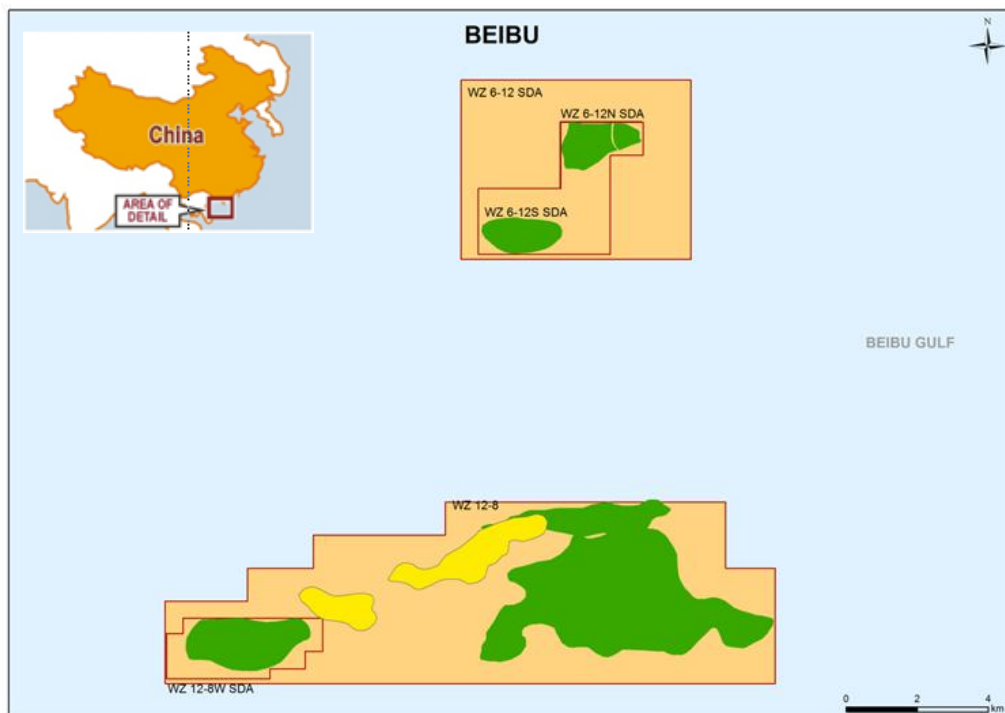 BEIBU
N
China
AREA OF
DETAIL
WZ 6-12 SDA
WZ 6-12N SDA
WZ 6-12S SDA
BEIBU GULF
WZ 12-8
WZ 12-8W SDA
0 2 4
km